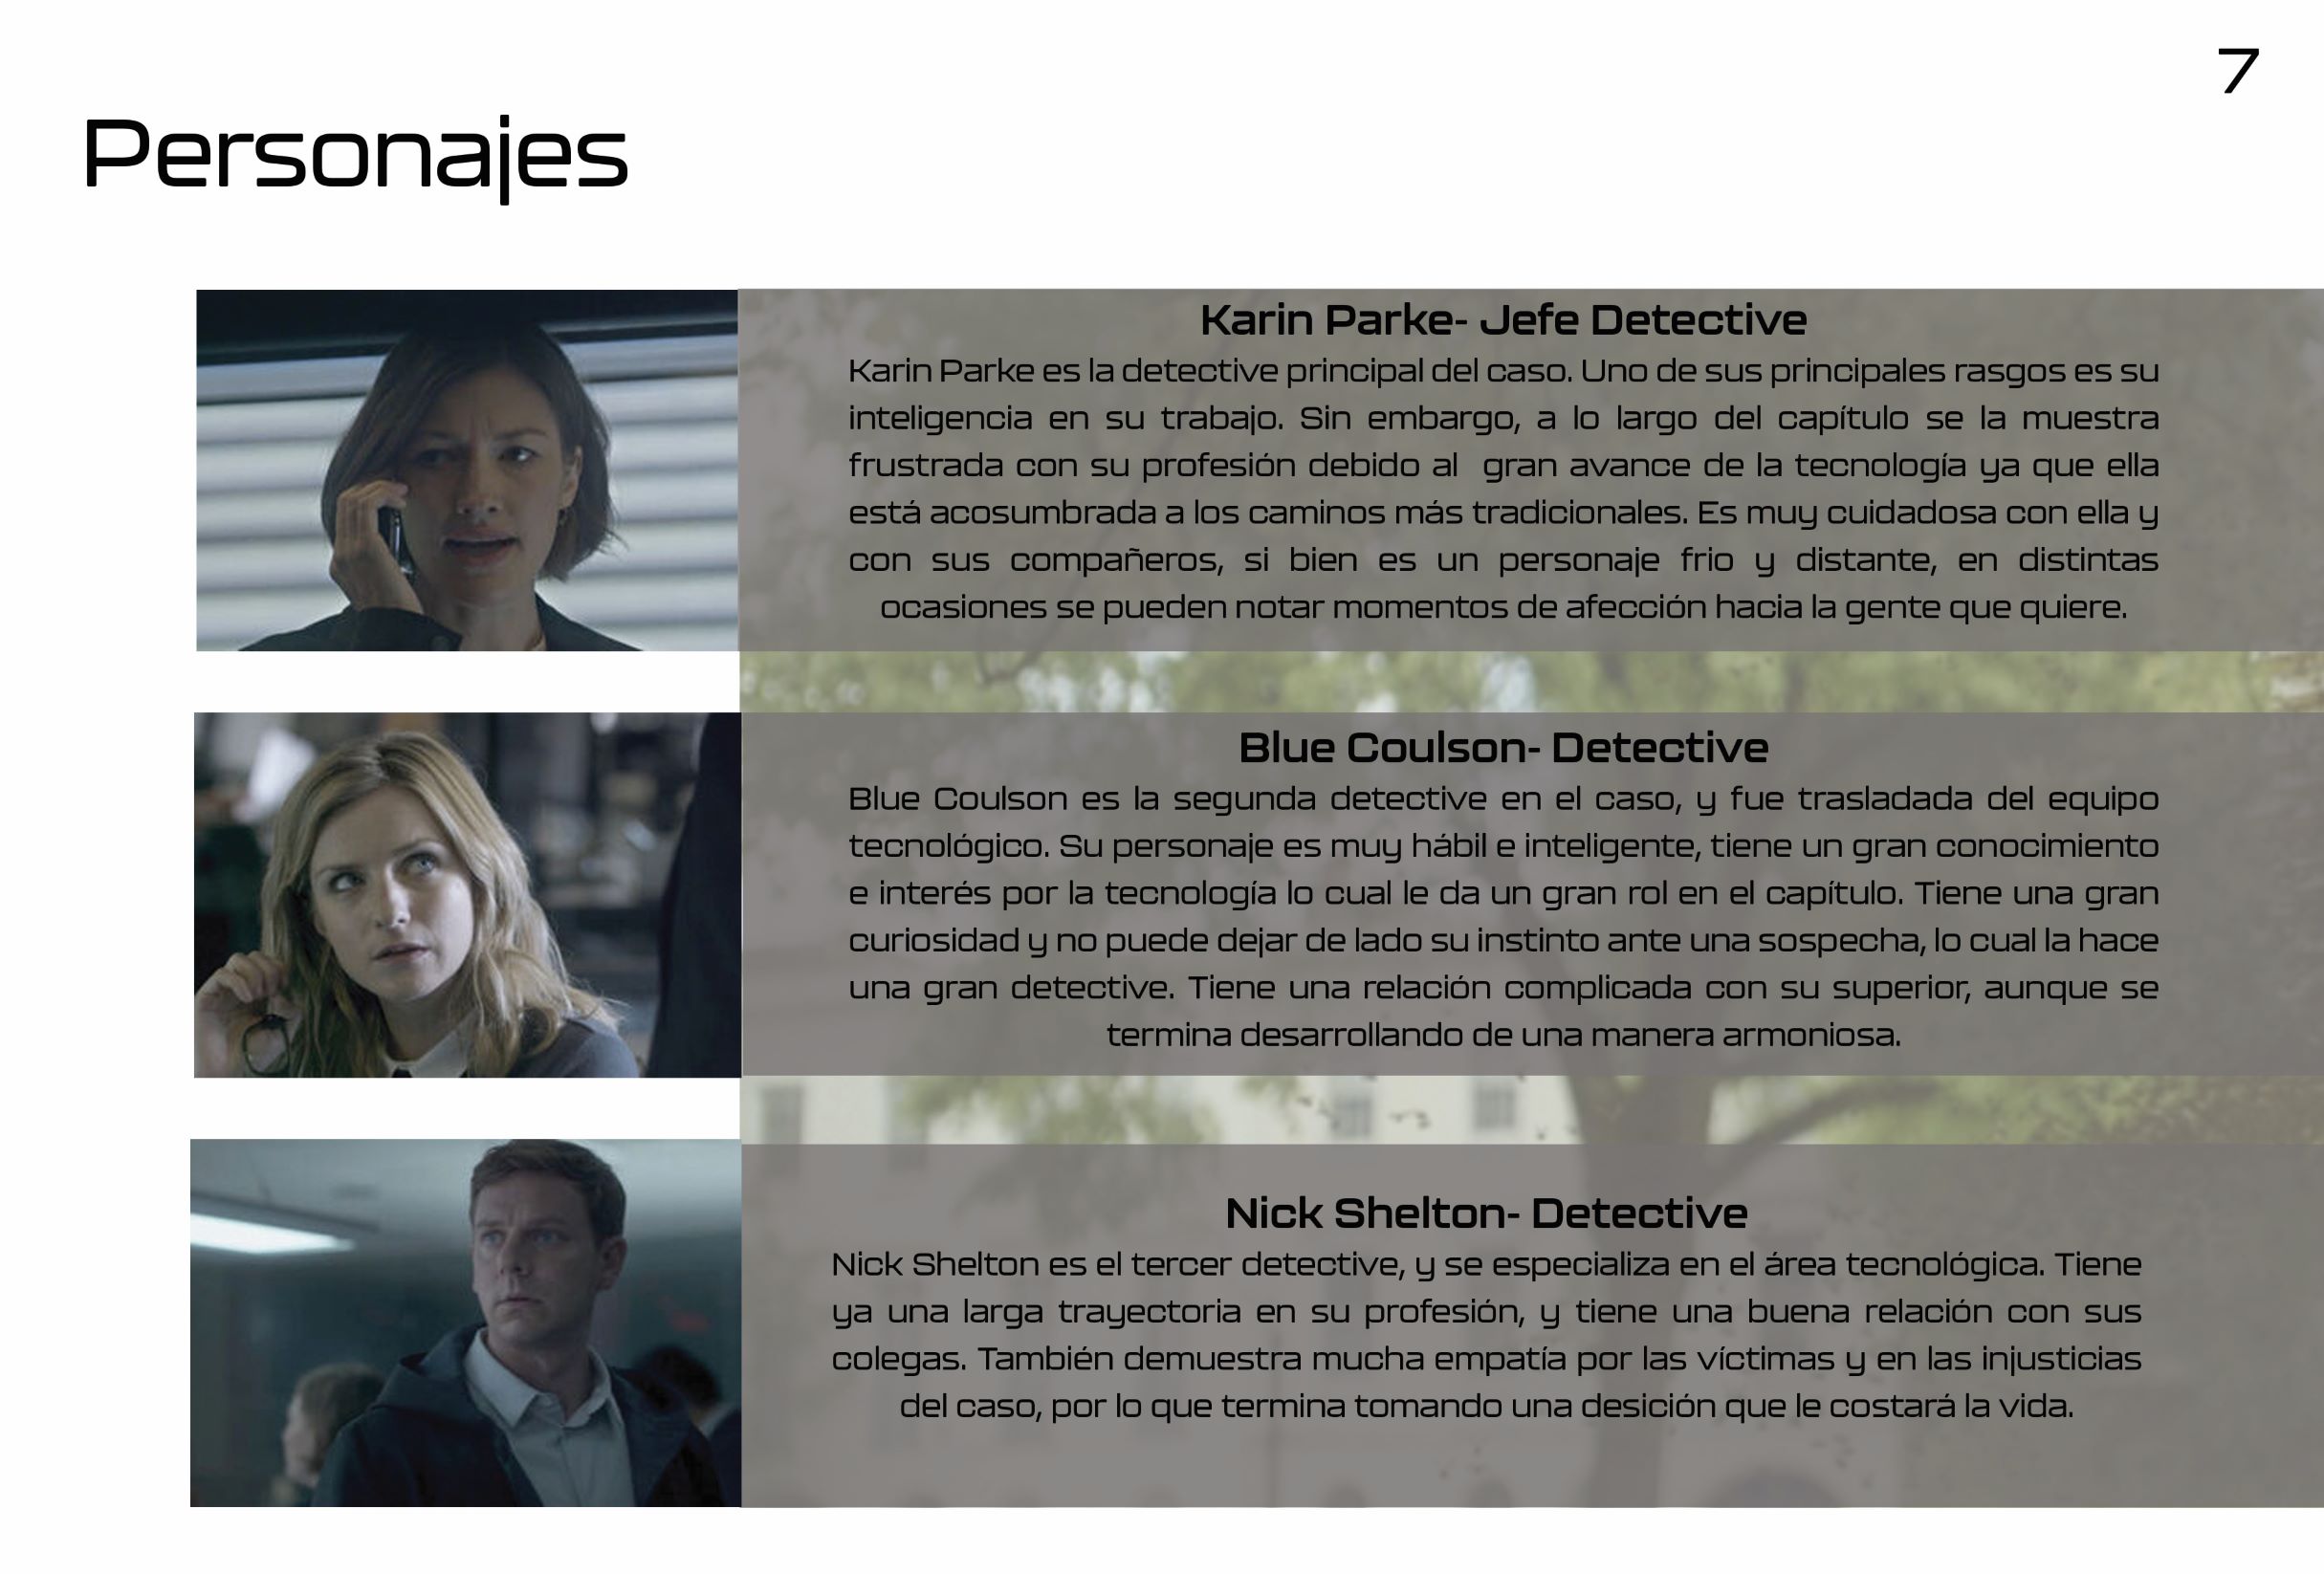 7
Personajes
Karin Parke- Jefe Detective
Karin Parke es la detective principal del caso. Uno de sus principales rasgos es su
inteligencia en su trabajo. Sin embargo, a lo largo del capítulo se la muestra
frustrada con su profesión debido al  gran avance de la tecnología ya que ella
está acosumbrada a los caminos más tradicionales. Es muy cuidadosa con ella y
con sus compañeros, si bien es un personaje frio y distante, en distintas
ocasiones se pueden notar momentos de afección hacia la gente que quiere.
Blue Coulson- Detective
Blue Coulson es la segunda detective en el caso, y fue trasladada del equipo
tecnológico. Su personaje es muy hábil e inteligente, tiene un gran conocimiento
e interés por la tecnología lo cual le da un gran rol en el capítulo. Tiene una gran
curiosidad y no puede dejar de lado su instinto ante una sospecha, lo cual la hace
una gran detective. Tiene una relación complicada con su superior, aunque se
termina desarrollando de una manera armoniosa.
Nick Shelton- Detective
Nick Shelton es el tercer detective, y se especializa en el área tecnológica. Tiene
ya una larga trayectoria en su profesión, y tiene una buena relación con sus
colegas. También demuestra mucha empatía por las víctimas y en las injusticias
del caso, por lo que termina tomando una desición que le costará la vida.